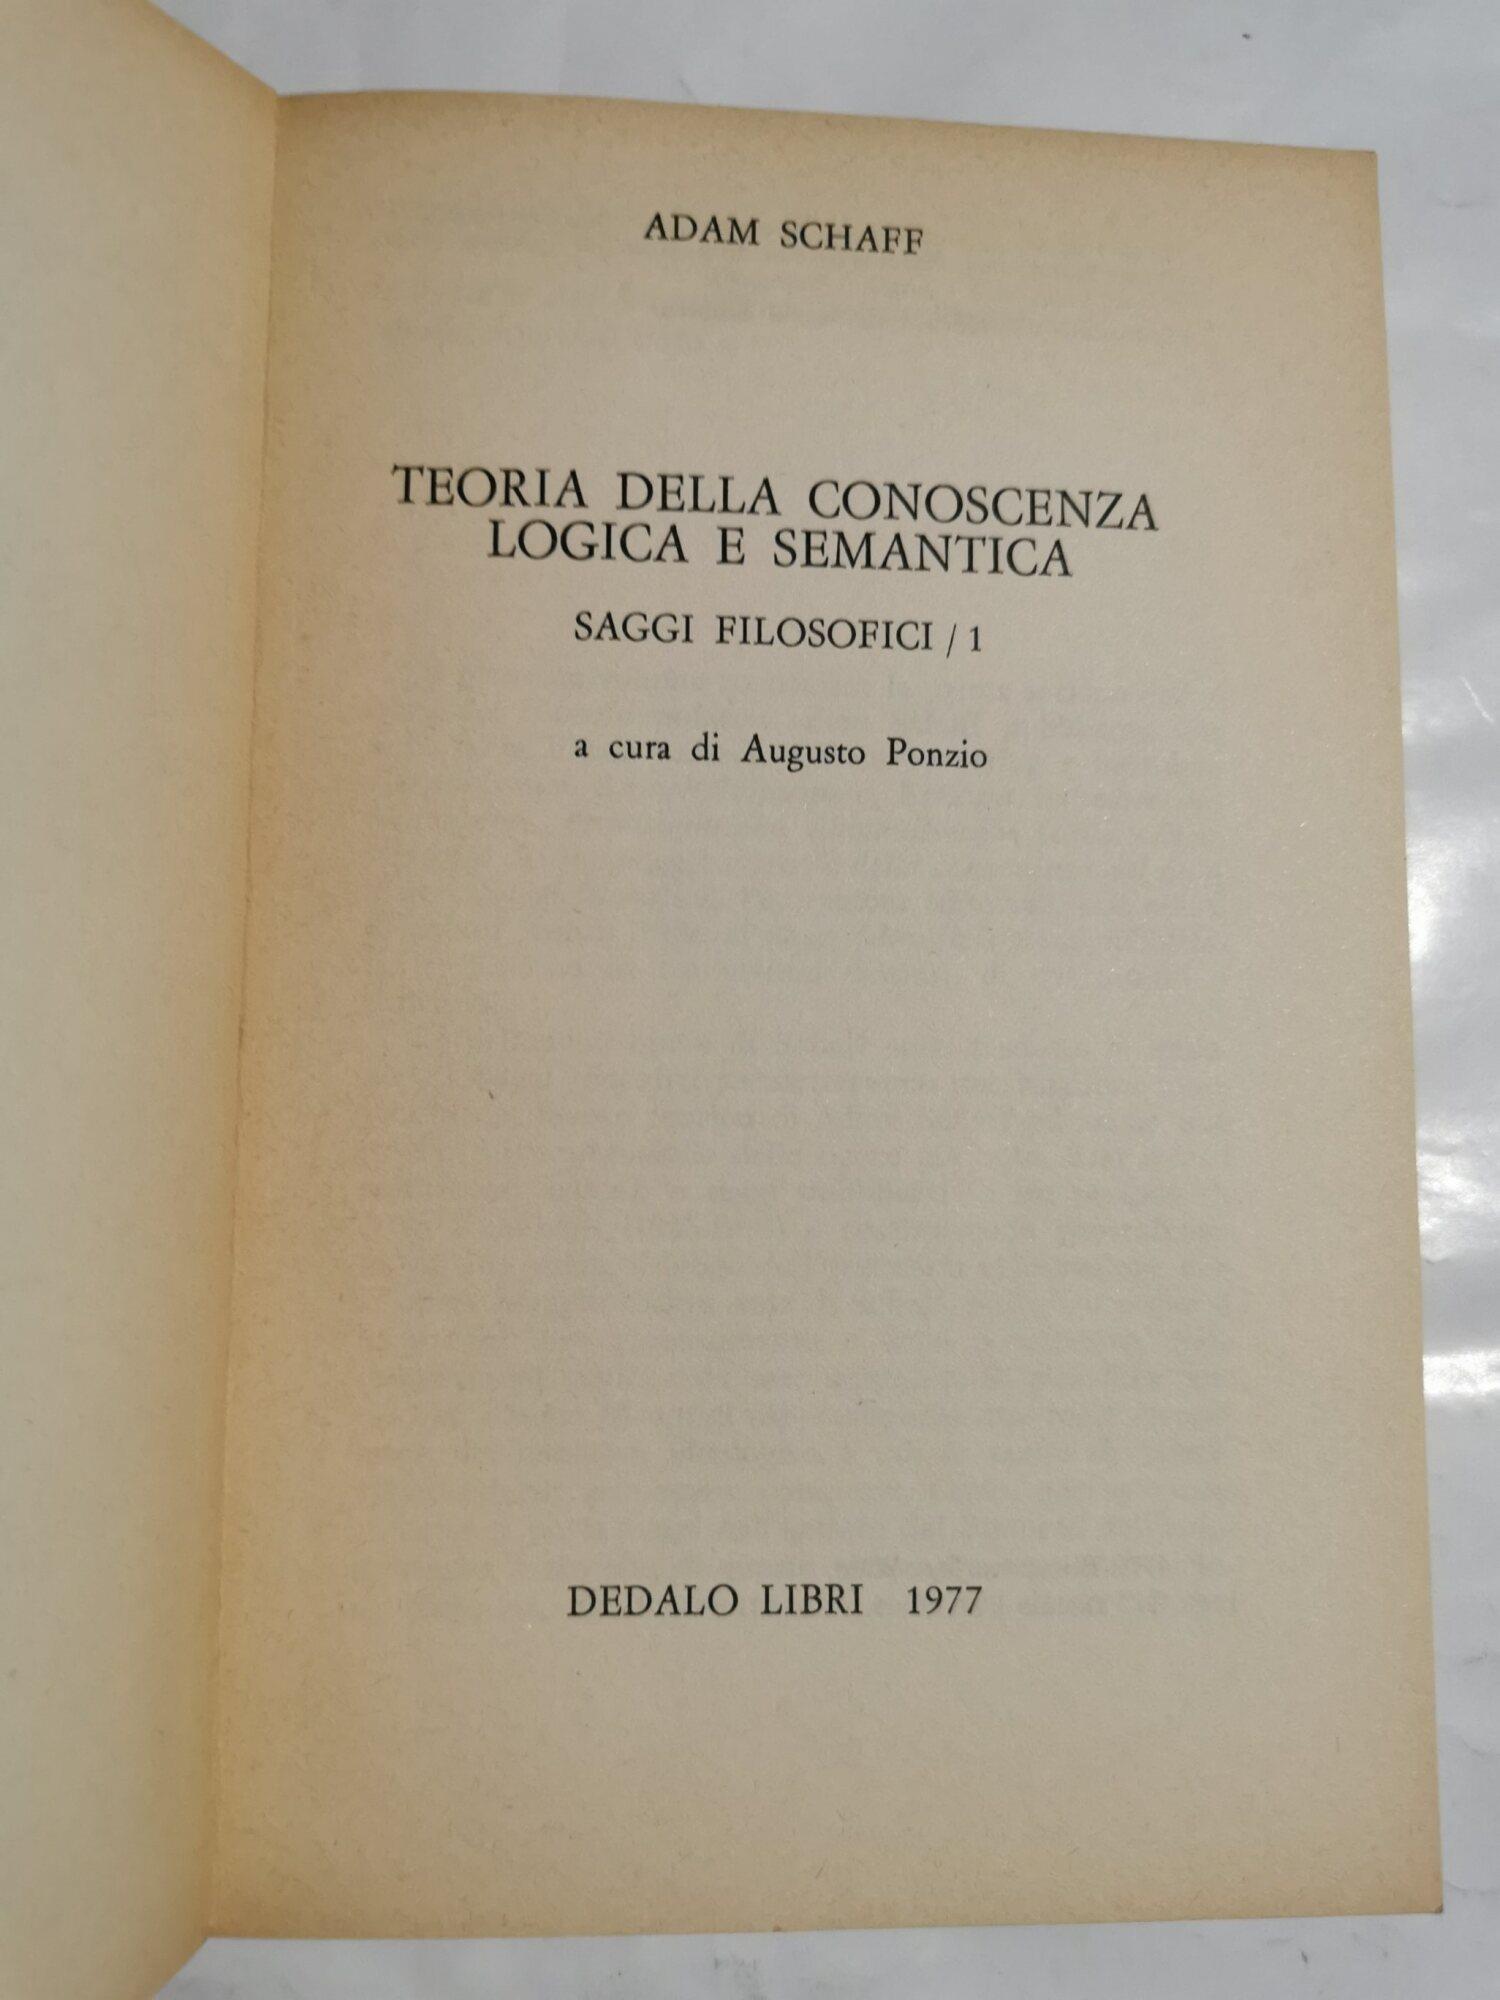 ADAM SCHAFF
TEORIA DELLA CONOSCENZA
LOGICA E SEMANTICA
SAGGI FILOSOFICI / 1
a cura di Augusto Ponzio
DEDALO LIBRI 1977